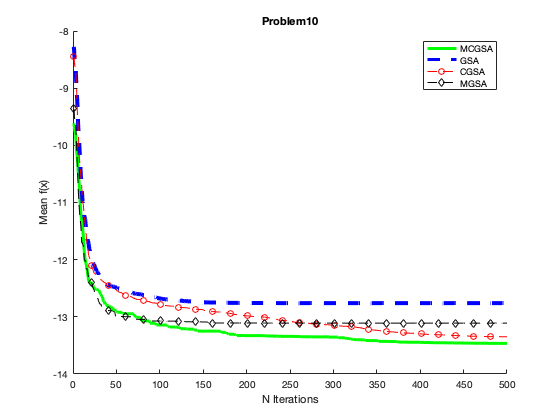 Problem10
-8
-9
-10
-11
-12
-13
-14
Mean f(x)
MCGSA
GSA
CGSA
MGSA
0 50 100 150 200 250 300 350 400 450 500
N Iterations